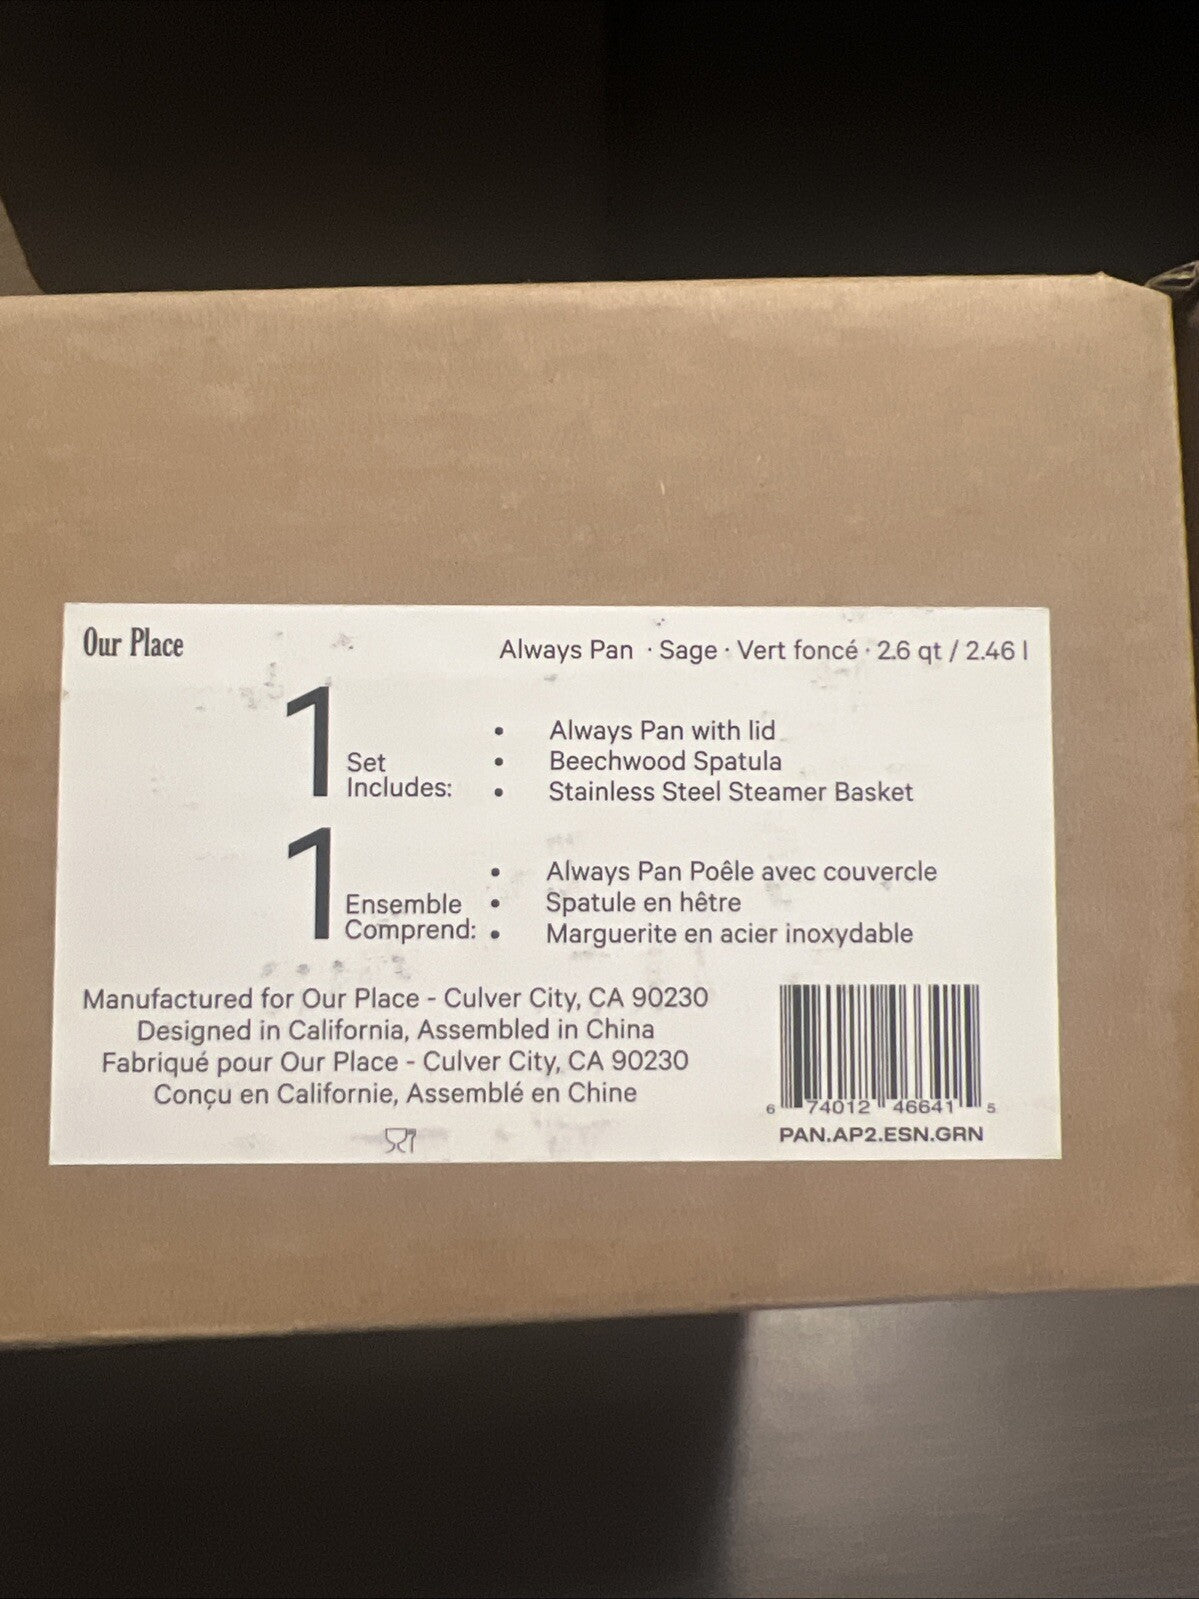 Our Place
Always Pan · Sage · Vert foncé · 2.6 qt / 2.46 l
1 Set Includes:
• Always Pan with lid
• Beechwood Spatula
• Stainless Steel Steamer Basket
1 Ensemble Comprend:
• Always Pan Poêle avec couvercle
• Spatule en hêtre
• Marguerite en acier inoxydable
Manufactured for Our Place - Culver City, CA 90230
Designed in California, Assembled in China
Fabriqué pour Our Place - Culver City, CA 90230
Conçu en Californie, Assemblé en Chine
6 74012 46641 5
PAN.AP2.ESN.GRN